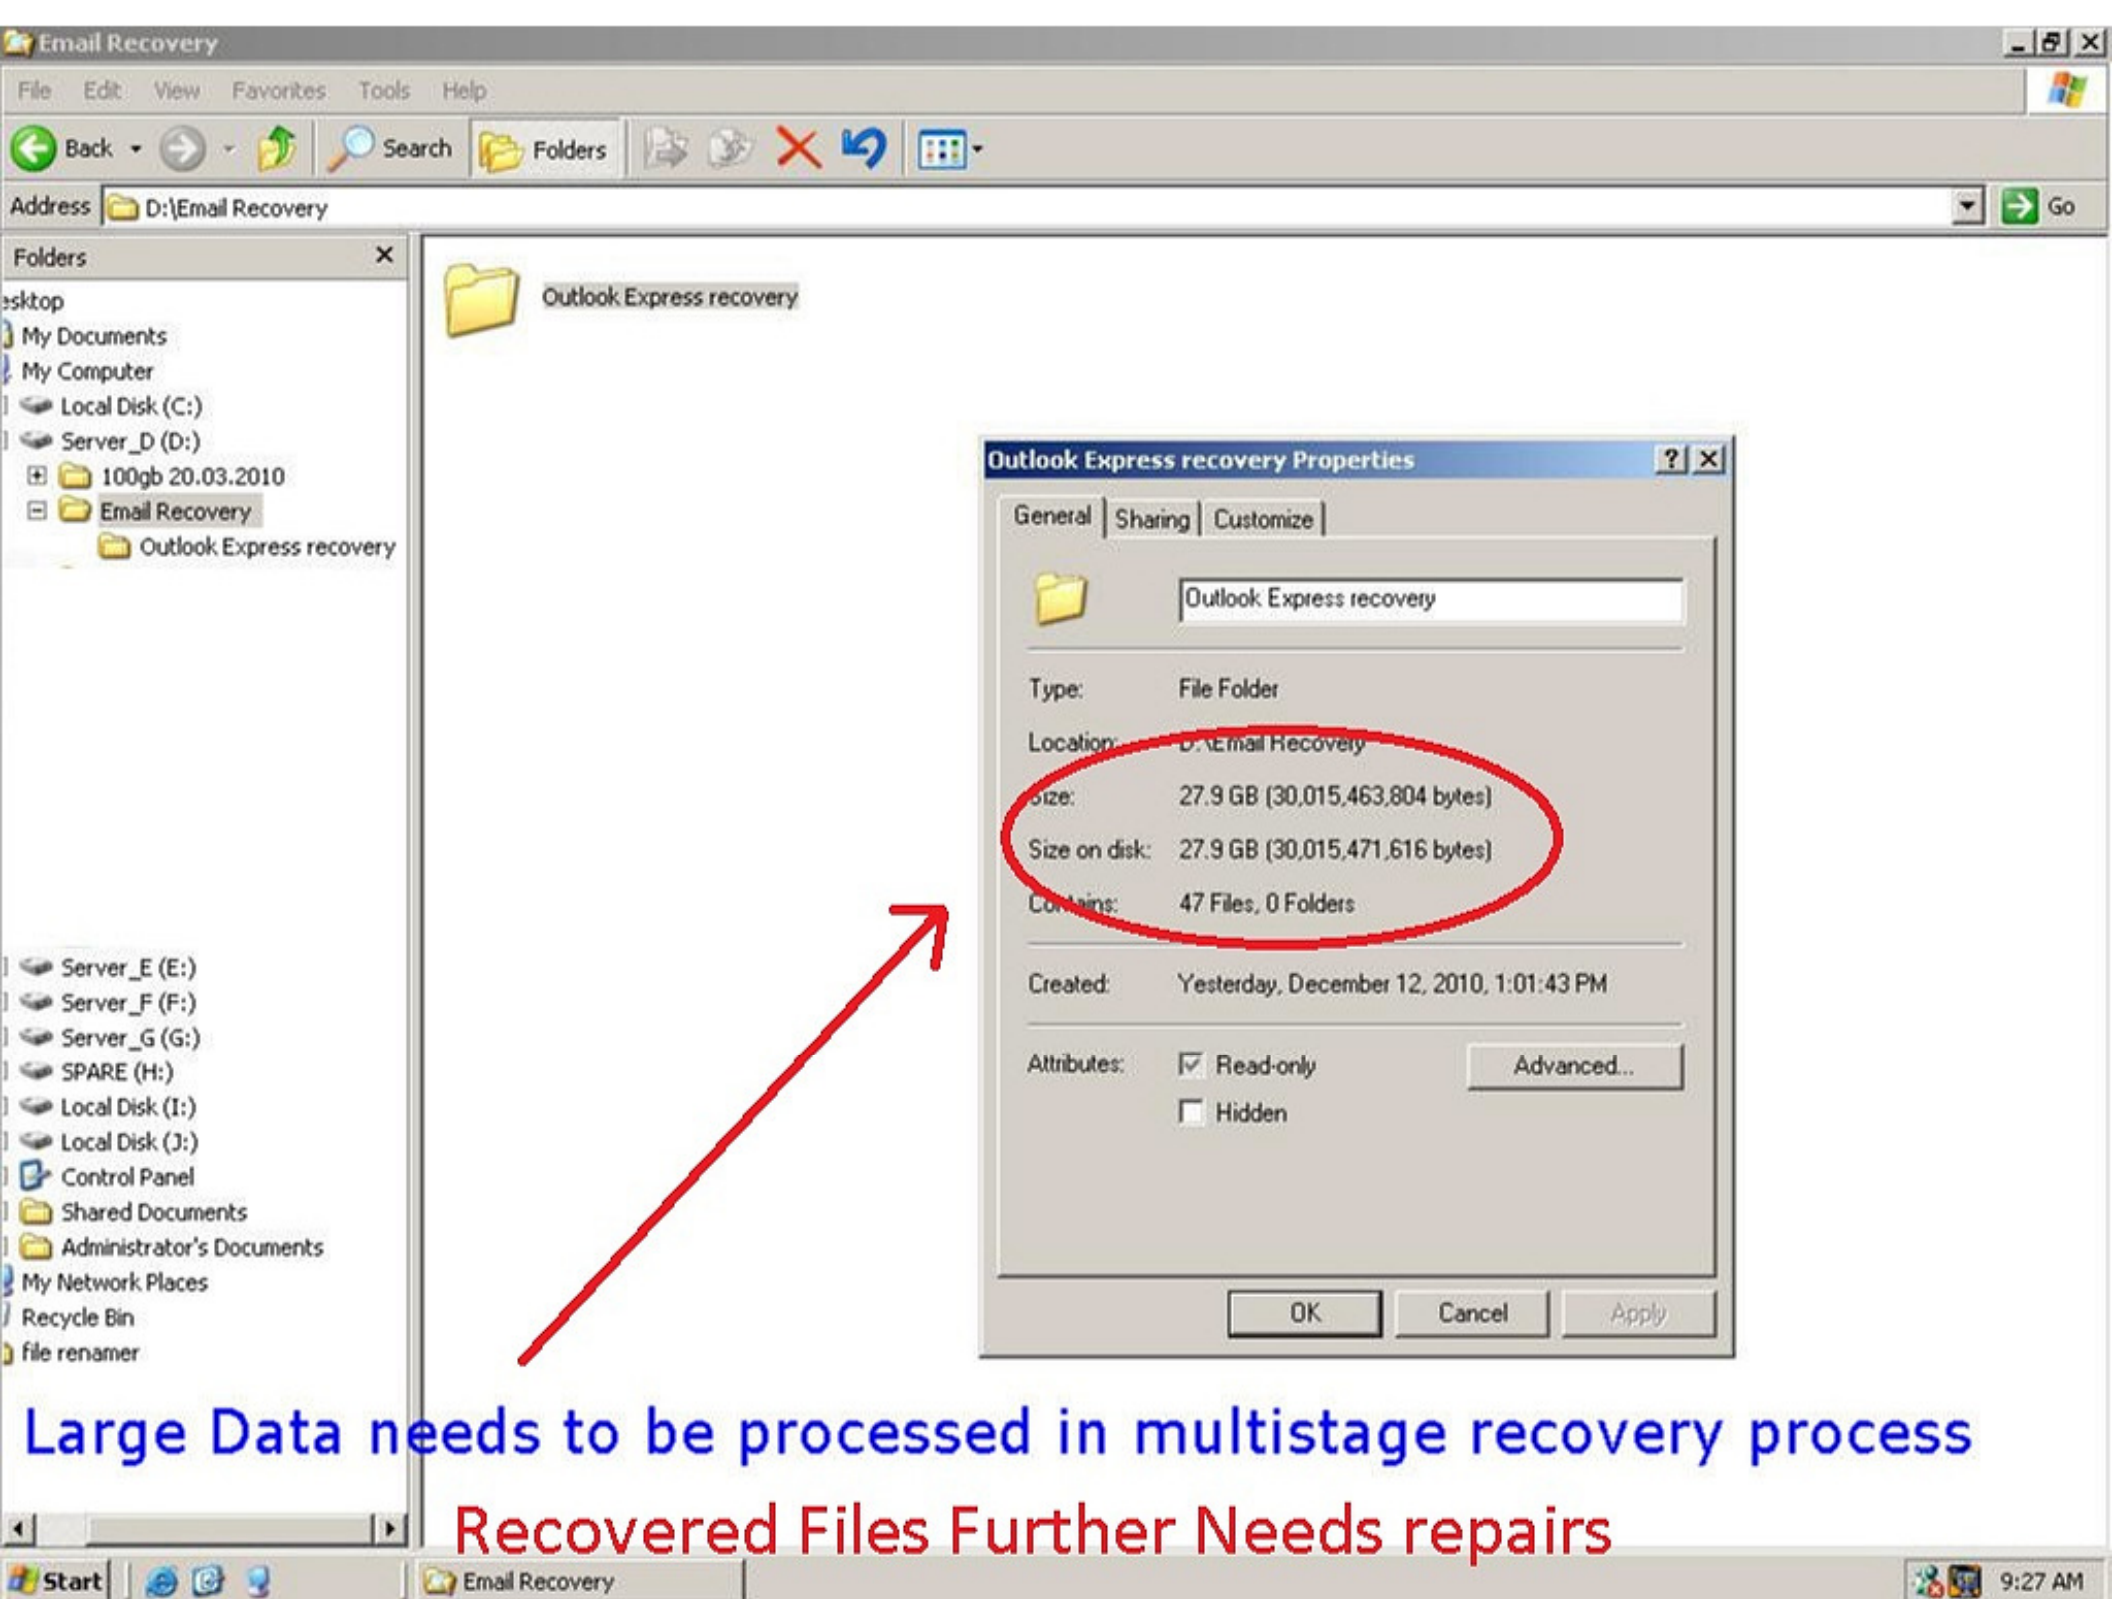 Email Recovery
File Edit View Favorites Tools Help
Back Search Folders
Address D:\Email Recovery Go
Folders
esktop
My Documents
My Computer
Local Disk (C:)
Server_D (D:)
100gb 20.03.2010
Email Recovery
Outlook Express recovery
Server_E (E:)
Server_F (F:)
Server_G (G:)
SPARE (H:)
Local Disk (I:)
Local Disk (J:)
Control Panel
Shared Documents
Administrator's Documents
My Network Places
Recycle Bin
file renamer
Outlook Express recovery
Outlook Express recovery Properties
General Sharing Customize
Outlook Express recovery
Type: File Folder
Location: D:\Email Recovery
Size: 27.9 GB (30,015,463,804 bytes)
Size on disk: 27.9 GB (30,015,471,616 bytes)
Contains: 47 Files, 0 Folders
Created: Yesterday, December 12, 2010, 1:01:43 PM
Attributes: Read-only Advanced...
Hidden
OK Cancel Apply
Large Data needs to be processed in multistage recovery process
Recovered Files Further Needs repairs
Start Email Recovery 9:27 AM